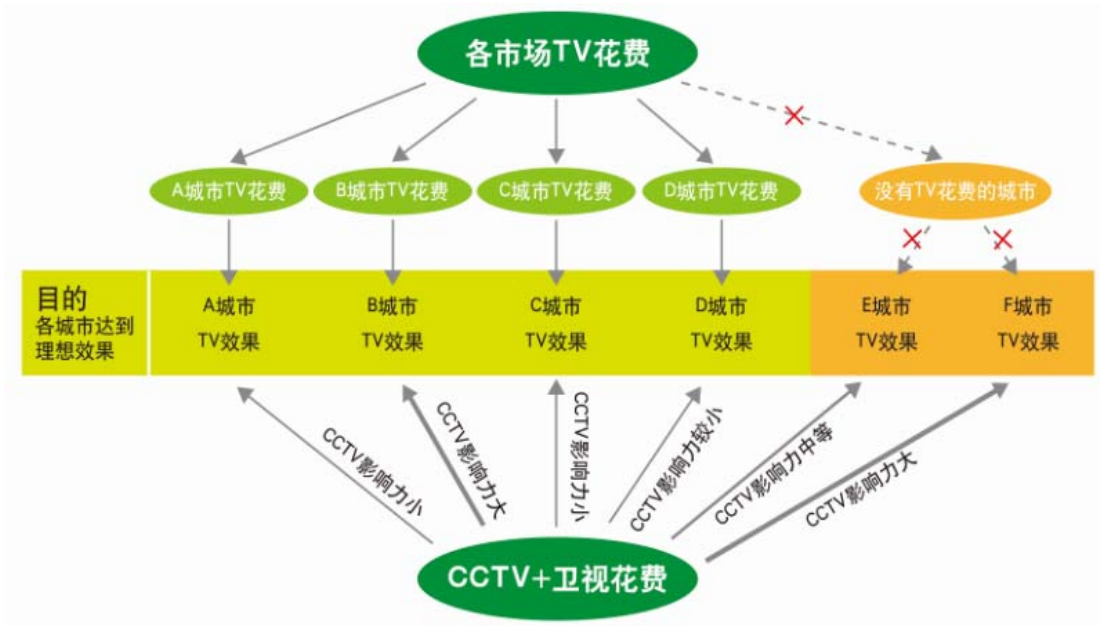 各市场TV花费
A城市TV花费
B城市TV花费
C城市TV花费
D城市TV花费
没有TV花费的城市
目的
各城市达到
理想效果
A城市
TV效果
B城市
TV效果
C城市
TV效果
D城市
TV效果
E城市
TV效果
F城市
TV效果
CCTV影响力小
CCTV影响力大
CCTV影响力小
CCTV影响力较小
CCTV影响力中等
CCTV影响力大
CCTV+卫视花费